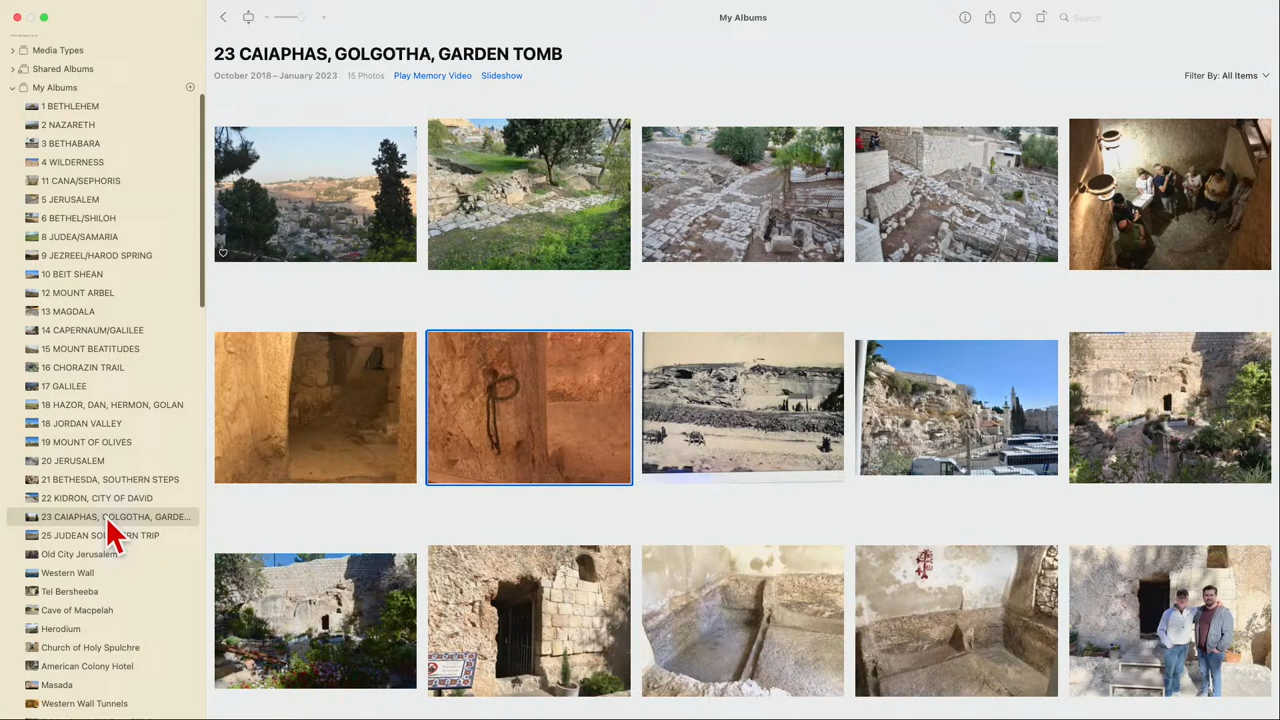 My Albums
Search
Media Types
Shared Albums
My Albums
1 BETHLEHEM
2 NAZARETH
3 BETHABARA
4 WILDERNESS
11 CANA/SEPHORIS
5 JERUSALEM
6 BETHEL/SHILOH
8 JUDEA/SAMARIA
9 JEZREEL/HAROD SPRING
10 BEIT SHEAN
12 MOUNT ARBEL
13 MAGDALA
14 CAPERNAUM/GALILEE
15 MOUNT BEATITUDES
16 CHORAZIN TRAIL
17 GALILEE
18 HAZOR, DAN, HERMON, GOLAN
18 JORDAN VALLEY
19 MOUNT OF OLIVES
20 JERUSALEM
21 BETHESDA, SOUTHERN STEPS
22 KIDRON, CITY OF DAVID
23 CAIAPHAS, GOLGOTHA, GARDE...
25 JUDEAN SOUTHERN TRIP
Old City Jerusalem
Western Wall
Tel Bersheeba
Cave of Macpelah
Herodium
Church of Holy Spulchre
American Colony Hotel
Masada
Western Wall Tunnels
23 CAIAPHAS, GOLGOTHA, GARDEN TOMB
October 2018 – January 2023 15 Photos Play Memory Video Slideshow
Filter By: All Items